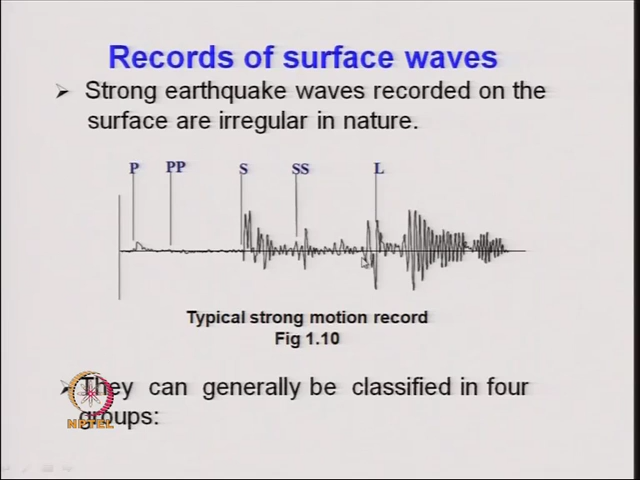 Records of surface waves
Strong earthquake waves recorded on the
surface are irregular in nature.
P PP S SS L
Typical strong motion record
Fig 1.10
They can generally be classified in four
groups:
NPTEL